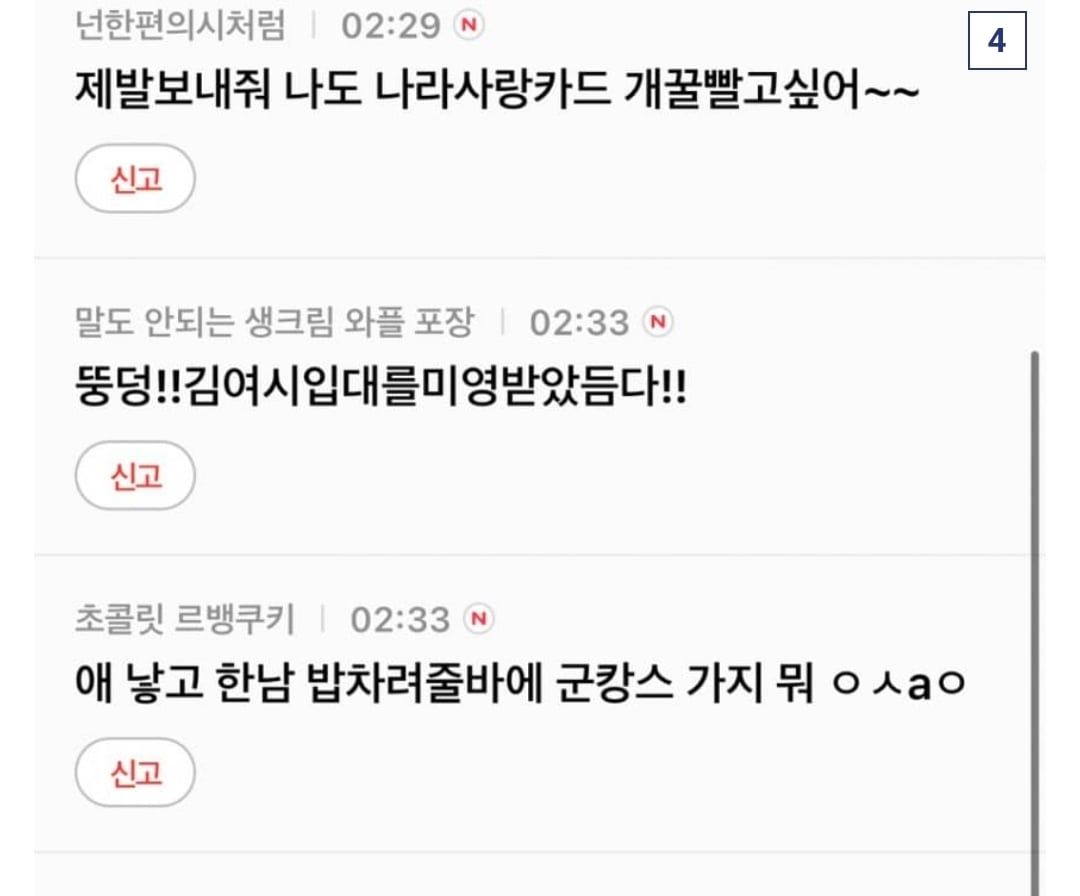 넌한편의시처럼 | 02:29 N
4
제발보내줘 나도 나라사랑카드 개꿀빨고싶어~~
신고
말도 안되는 생크림 와플 포장 | 02:33 N
뚱덩!!김여시입대를미영받았듬다!!
신고
초콜릿 르뱅쿠키 | 02:33 N
애 낳고 한남 밥차려줄바에 군캉스 가지 뭐 ㅇㅅaㅇ
신고